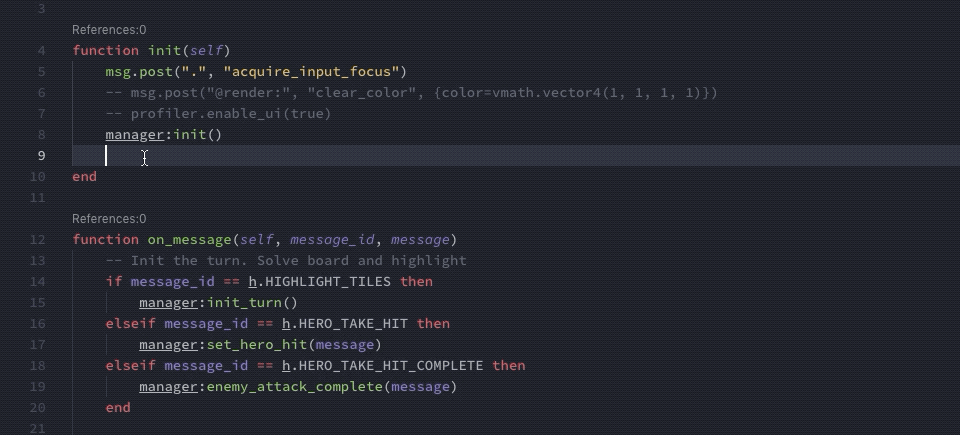 3
References:0
4 function init(self)
5 msg.post(".", "acquire_input_focus")
6 -- msg.post("@render:", "clear_color", {color=vmath.vector4(1, 1, 1, 1)})
7 -- profiler.enable_ui(true)
8 manager:init()
9
10 end
11
References:0
12 function on_message(self, message_id, message)
13 -- Init the turn. Solve board and highlight
14 if message_id == h.HIGHLIGHT_TILES then
15 manager:init_turn()
16 elseif message_id == h.HERO_TAKE_HIT then
17 manager:set_hero_hit(message)
18 elseif message_id == h.HERO_TAKE_HIT_COMPLETE then
19 manager:enemy_attack_complete(message)
20 end
21